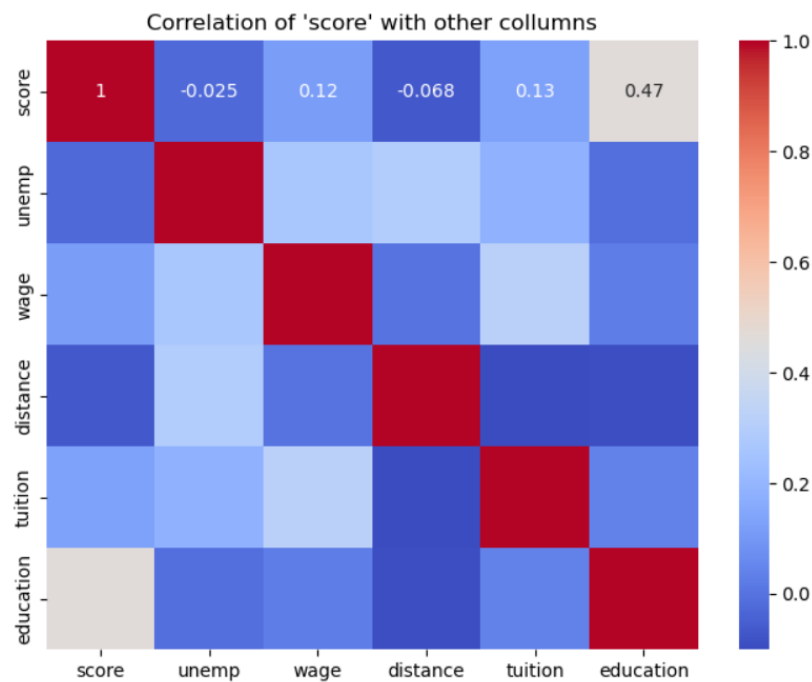 Correlation of 'score' with other collumns
score 1 -0.025 0.12 -0.068 0.13 0.47
unemp
wage
distance
tuition
education
score unemp wage distance tuition education
1.0
0.8
0.6
0.4
0.2
0.0